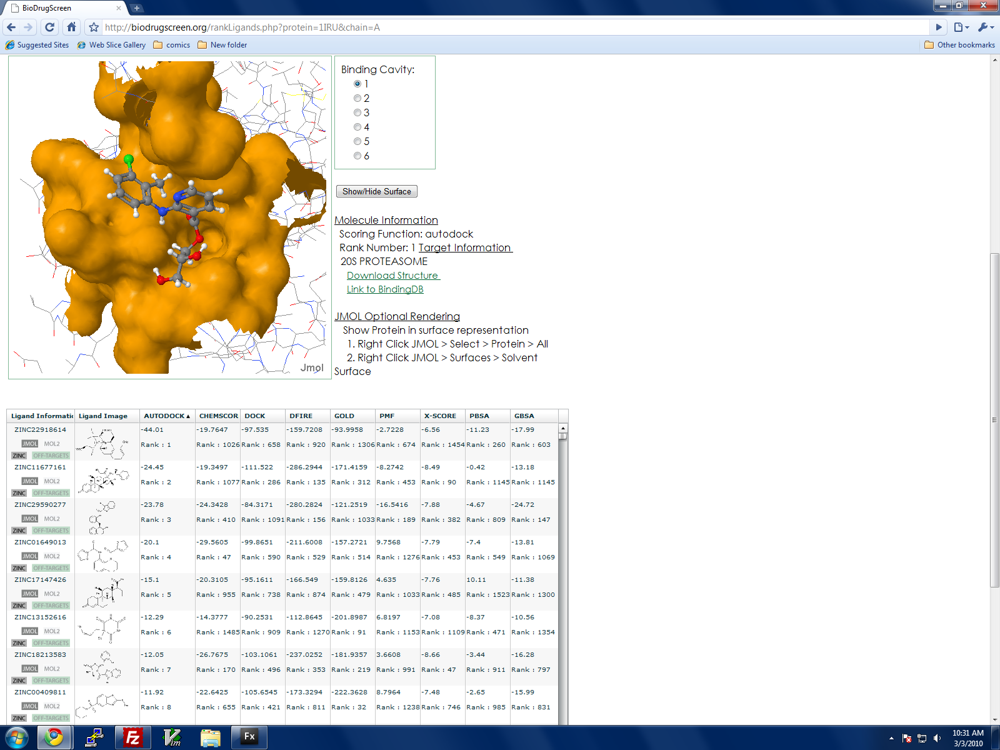 BioDrugScreen
http://biodrugscreen.org/rankLigands.php?protein=1IRU&chain=A
Suggested Sites Web Slice Gallery comics New folder Other bookmarks
Binding Cavity:
1
2
3
4
5
6
Show/Hide Surface
Molecule Information
Scoring Function: autodock
Rank Number: 1 Target Information
20S PROTEASOME
Download Structure
Link to BindingDB
JMOL Optional Rendering
Show Protein in surface representation
1. Right Click JMOL > Select > Protein > All
2. Right Click JMOL > Surfaces > Solvent
Surface
Jmol
Ligand Informatic Ligand Image AUTODOCK▲ CHEMSCOR DOCK DFIRE GOLD PMF X-SCORE PBSA GBSA
ZINC22918614 -44.01 -19.7647 -97.535 -159.7208 -93.9958 -2.7228 -6.56 -11.23 -17.99
JMOL MOL2 Rank : 1 Rank : 1026 Rank : 658 Rank : 920 Rank : 1306 Rank : 674 Rank : 1454 Rank : 260 Rank : 603
ZINC OFF-TARGETS
ZINC11677161 -24.45 -19.3497 -111.522 -286.2944 -171.4159 -8.2742 -8.49 -0.42 -13.18
JMOL MOL2 Rank : 2 Rank : 1077 Rank : 286 Rank : 135 Rank : 312 Rank : 453 Rank : 90 Rank : 1145 Rank : 1145
ZINC OFF-TARGETS
ZINC29590277 -23.78 -24.3428 -84.3171 -280.2824 -121.2519 -16.5416 -7.88 -4.67 -24.72
JMOL MOL2 Rank : 3 Rank : 410 Rank : 1091 Rank : 156 Rank : 1033 Rank : 189 Rank : 382 Rank : 809 Rank : 147
ZINC OFF-TARGETS
ZINC01649013 -20.1 -29.5605 -99.8651 -211.6008 -157.2721 9.7568 -7.79 -7.4 -13.81
JMOL MOL2 Rank : 4 Rank : 47 Rank : 590 Rank : 529 Rank : 514 Rank : 1276 Rank : 453 Rank : 549 Rank : 1069
ZINC OFF-TARGETS
ZINC17147426 -15.1 -20.3105 -95.1611 -166.549 -159.8126 4.635 -7.76 10.11 -11.38
JMOL MOL2 Rank : 5 Rank : 955 Rank : 738 Rank : 874 Rank : 479 Rank : 1033 Rank : 485 Rank : 1523 Rank : 1300
ZINC OFF-TARGETS
ZINC13152616 -12.29 -14.3777 -90.2531 -112.8645 -201.8987 6.8197 -7.08 -8.37 -10.56
JMOL MOL2 Rank : 6 Rank : 1485 Rank : 909 Rank : 1270 Rank : 91 Rank : 1153 Rank : 1109 Rank : 471 Rank : 1354
ZINC OFF-TARGETS
ZINC18213583 -12.05 -26.7675 -103.1061 -237.0252 -181.9357 3.6608 -8.66 -3.44 -16.28
JMOL MOL2 Rank : 7 Rank : 170 Rank : 496 Rank : 353 Rank : 219 Rank : 991 Rank : 47 Rank : 911 Rank : 797
ZINC OFF-TARGETS
ZINC00409811 -11.92 -22.6425 -105.6545 -173.3294 -222.3628 8.7964 -7.48 -2.65 -15.99
JMOL MOL2 Rank : 8 Rank : 655 Rank : 421 Rank : 811 Rank : 32 Rank : 1238 Rank : 746 Rank : 985 Rank : 831
ZINC OFF-TARGETS
Fz Vim Fx
10:31 AM
3/3/2010